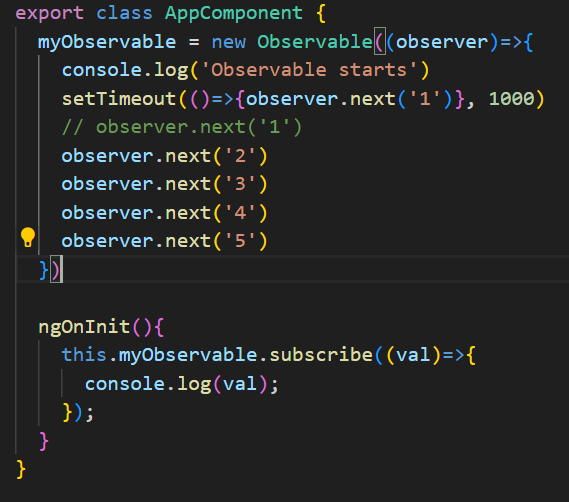 export class AppComponent {
myObservable = new Observable((observer)=>{
console.log('Observable starts')
setTimeout(()=>{observer.next('1')}, 1000)
// observer.next('1')
observer.next('2')
observer.next('3')
observer.next('4')
observer.next('5')
})
ngOnInit(){
this.myObservable.subscribe((val)=>{
console.log(val);
});
}
}